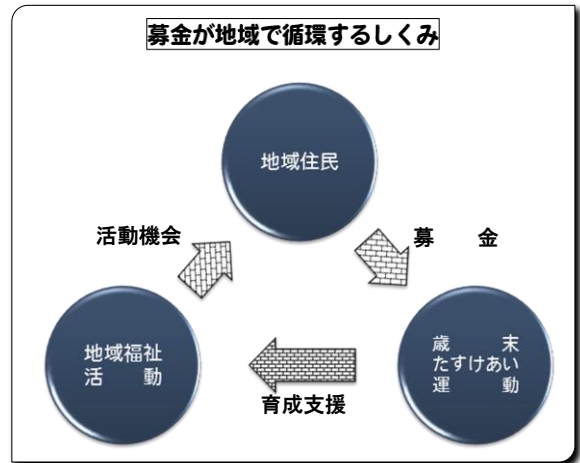 募金が地域で循環するしくみ
地域住民
活動機会
募　　金
地域福祉
活　　動
歳　　末
たすけあい
運　　動
育成支援